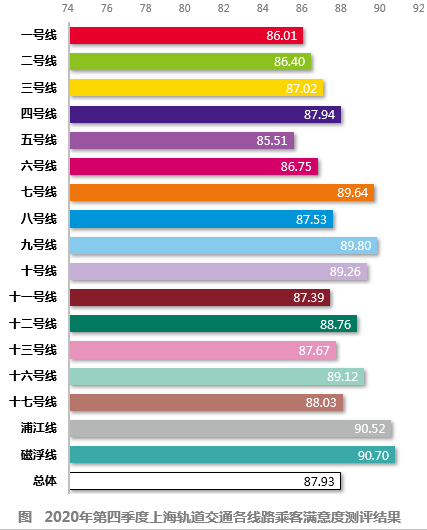 74 76 78 80 82 84 86 88 90 92
一号线 86.01
二号线 86.40
三号线 87.02
四号线 87.94
五号线 85.51
六号线 86.75
七号线 89.64
八号线 87.53
九号线 89.80
十号线 89.26
十一号线 87.39
十二号线 88.76
十三号线 87.67
十六号线 89.12
十七号线 88.03
浦江线 90.52
磁浮线 90.70
总体 87.93
图 2020年第四季度上海轨道交通各线路乘客满意度测评结果